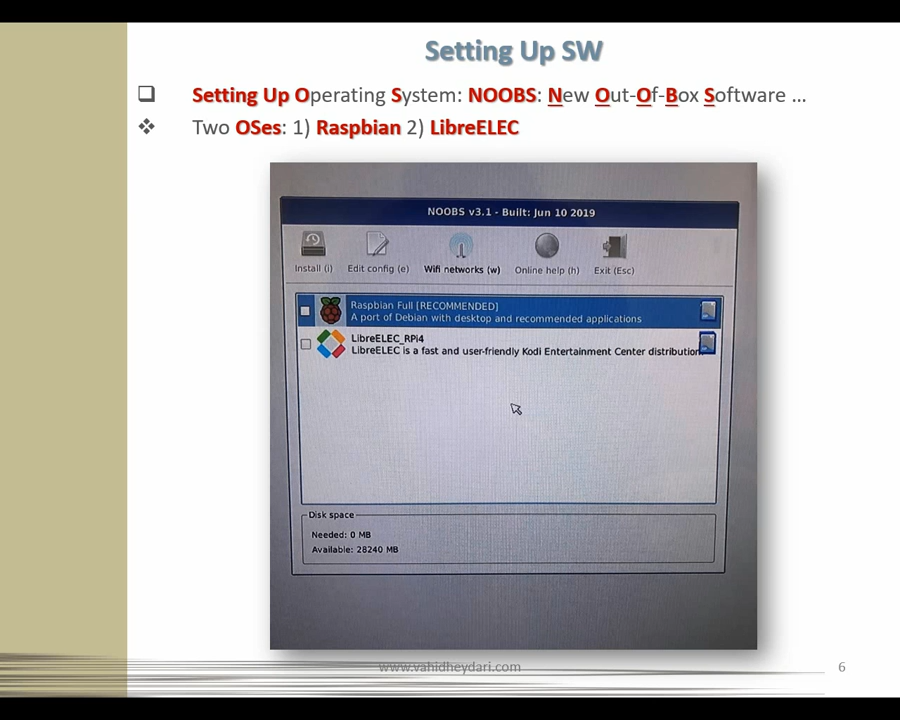 Setting Up SW
Setting Up Operating System: NOOBS: New Out-Of-Box Software ...
Two OSes: 1) Raspbian 2) LibreELEC
NOOBS v3.1 - Built: Jun 10 2019
Install (i) Edit config (e) Wifi networks (w) Online help (h) Exit (Esc)
Raspbian Full [RECOMMENDED]
A port of Debian with desktop and recommended applications
LibreELEC_RPi4
LibreELEC is a fast and user-friendly Kodi Entertainment Center distribution.
Disk space
Needed: 0 MB
Available: 28240 MB
www.vahidheydari.com 6